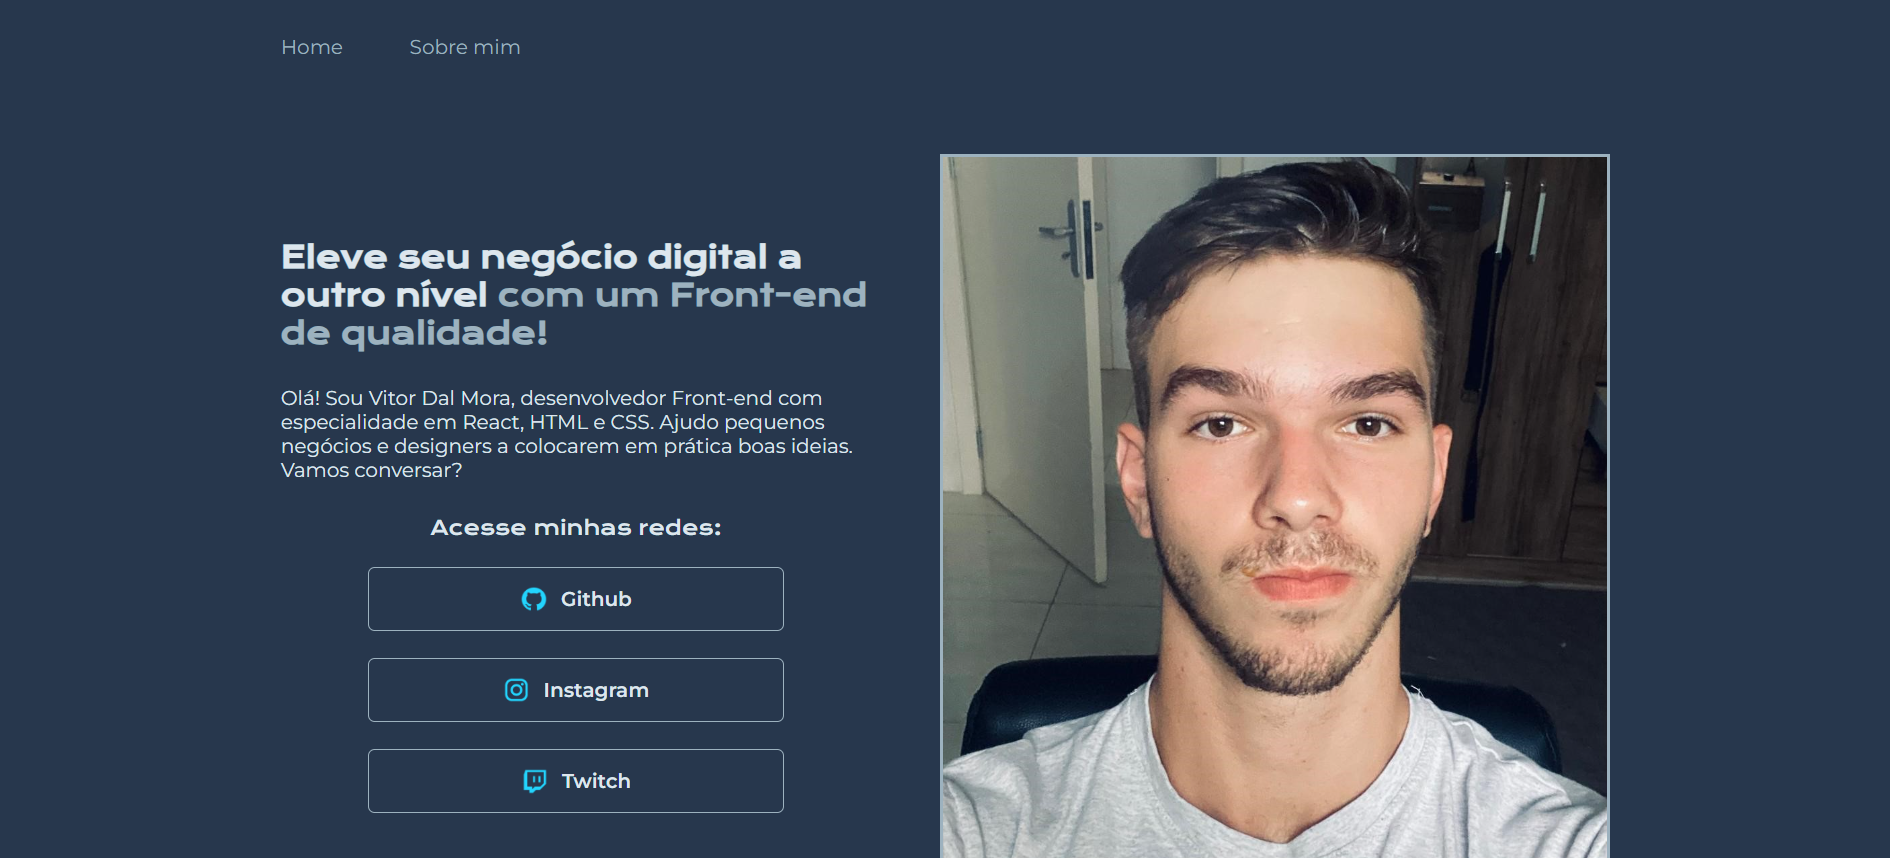 Home
Sobre mim
Eleve seu negócio digital a
outro nível com um Front-end
de qualidade!
Olá! Sou Vitor Dal Mora, desenvolvedor Front-end com
especialidade em React, HTML e CSS. Ajudo pequenos
negócios e designers a colocarem em prática boas ideias.
Vamos conversar?
Acesse minhas redes:
Github
Instagram
Twitch